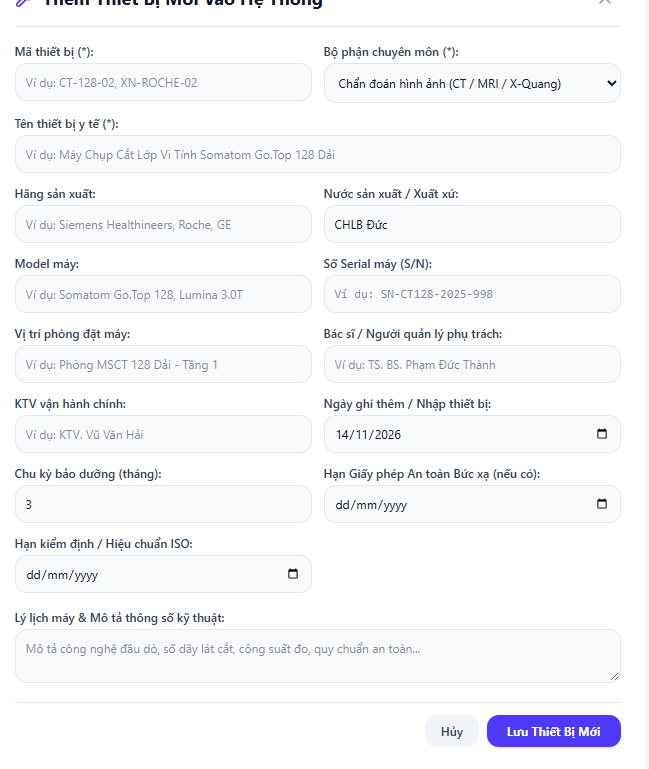 Thêm Thiết Bị Mới Vào Hệ Thống
Mã thiết bị (*):
Bộ phận chuyên môn (*):
Ví dụ: CT-128-02, XN-ROCHE-02
Chẩn đoán hình ảnh (CT / MRI / X-Quang)
Tên thiết bị y tế (*):
Ví dụ: Máy Chụp Cắt Lớp Vi Tính Somatom Go.Top 128 Dải
Hãng sản xuất:
Nước sản xuất / Xuất xứ:
Ví dụ: Siemens Healthineers, Roche, GE
CHLB Đức
Model máy:
Số Serial máy (S/N):
Ví dụ: Somatom Go.Top 128, Lumina 3.0T
Ví dụ: SN-CT128-2025-998
Vị trí phòng đặt máy:
Bác sĩ / Người quản lý phụ trách:
Ví dụ: Phòng MSCT 128 Dải - Tầng 1
Ví dụ: TS. BS. Phạm Đức Thành
KTV vận hành chính:
Ngày ghi thêm / Nhập thiết bị:
Ví dụ: KTV. Vũ Văn Hải
14/11/2026
Chu kỳ bảo dưỡng (tháng):
Hạn Giấy phép An toàn Bức xạ (nếu có):
3
dd/mm/yyyy
Hạn kiểm định / Hiệu chuẩn ISO:
dd/mm/yyyy
Lý lịch máy & Mô tả thông số kỹ thuật:
Mô tả công nghệ đầu dò, số dãy lát cắt, công suất đo, quy chuẩn an toàn...
Hủy
Lưu Thiết Bị Mới